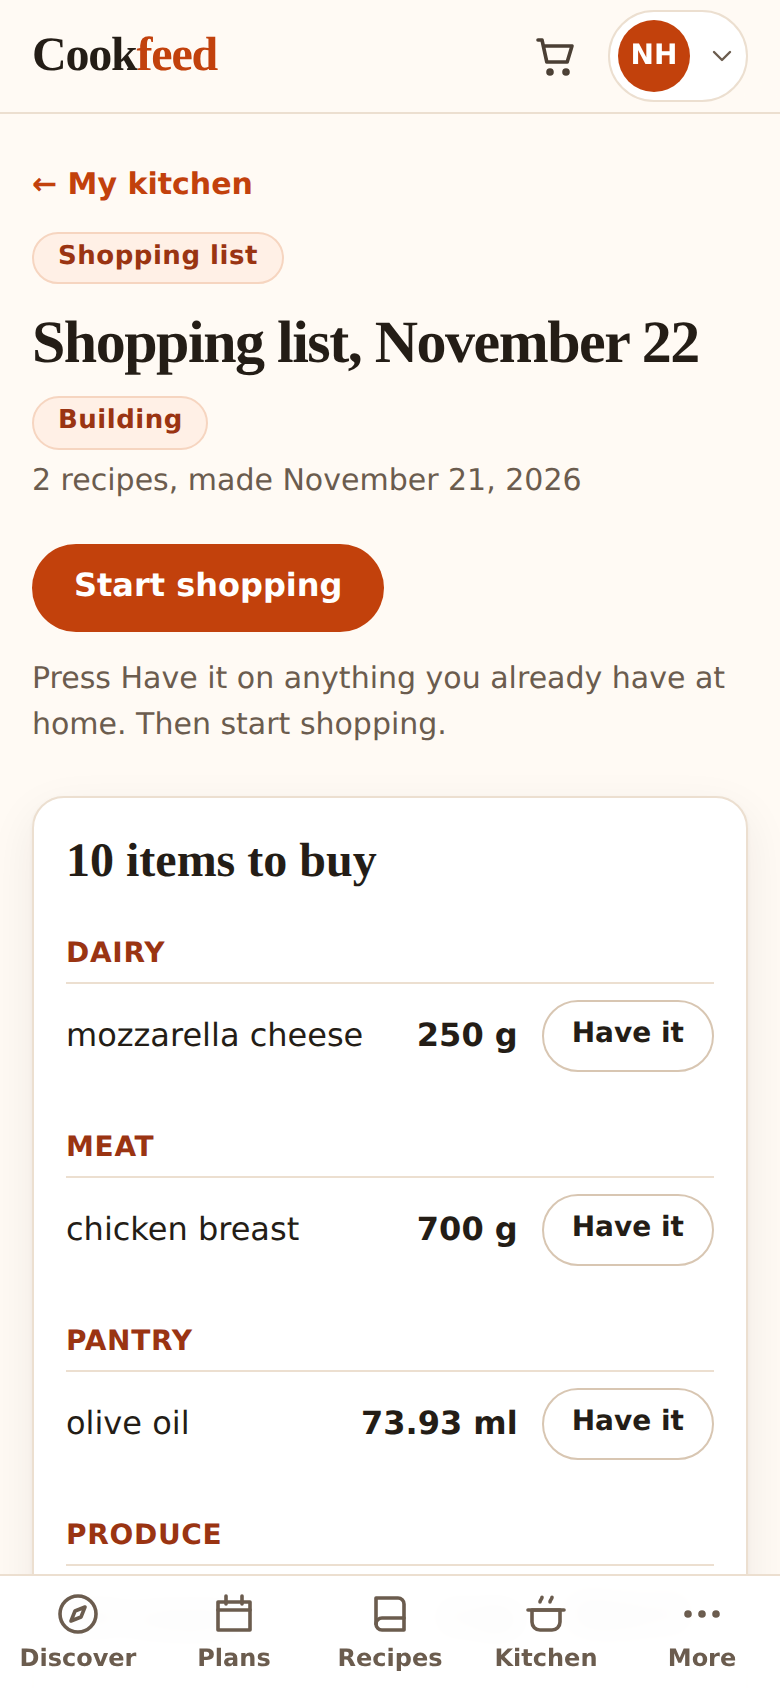 Cookfeed
NH
← My kitchen
Shopping list
Shopping list, November 22
Building
2 recipes, made November 21, 2026
Start shopping
Press Have it on anything you already have at
home. Then start shopping.
10 items to buy
DAIRY
mozzarella cheese 250 g Have it
MEAT
chicken breast 700 g Have it
PANTRY
olive oil 73.93 ml Have it
PRODUCE
Discover Plans Recipes Kitchen More